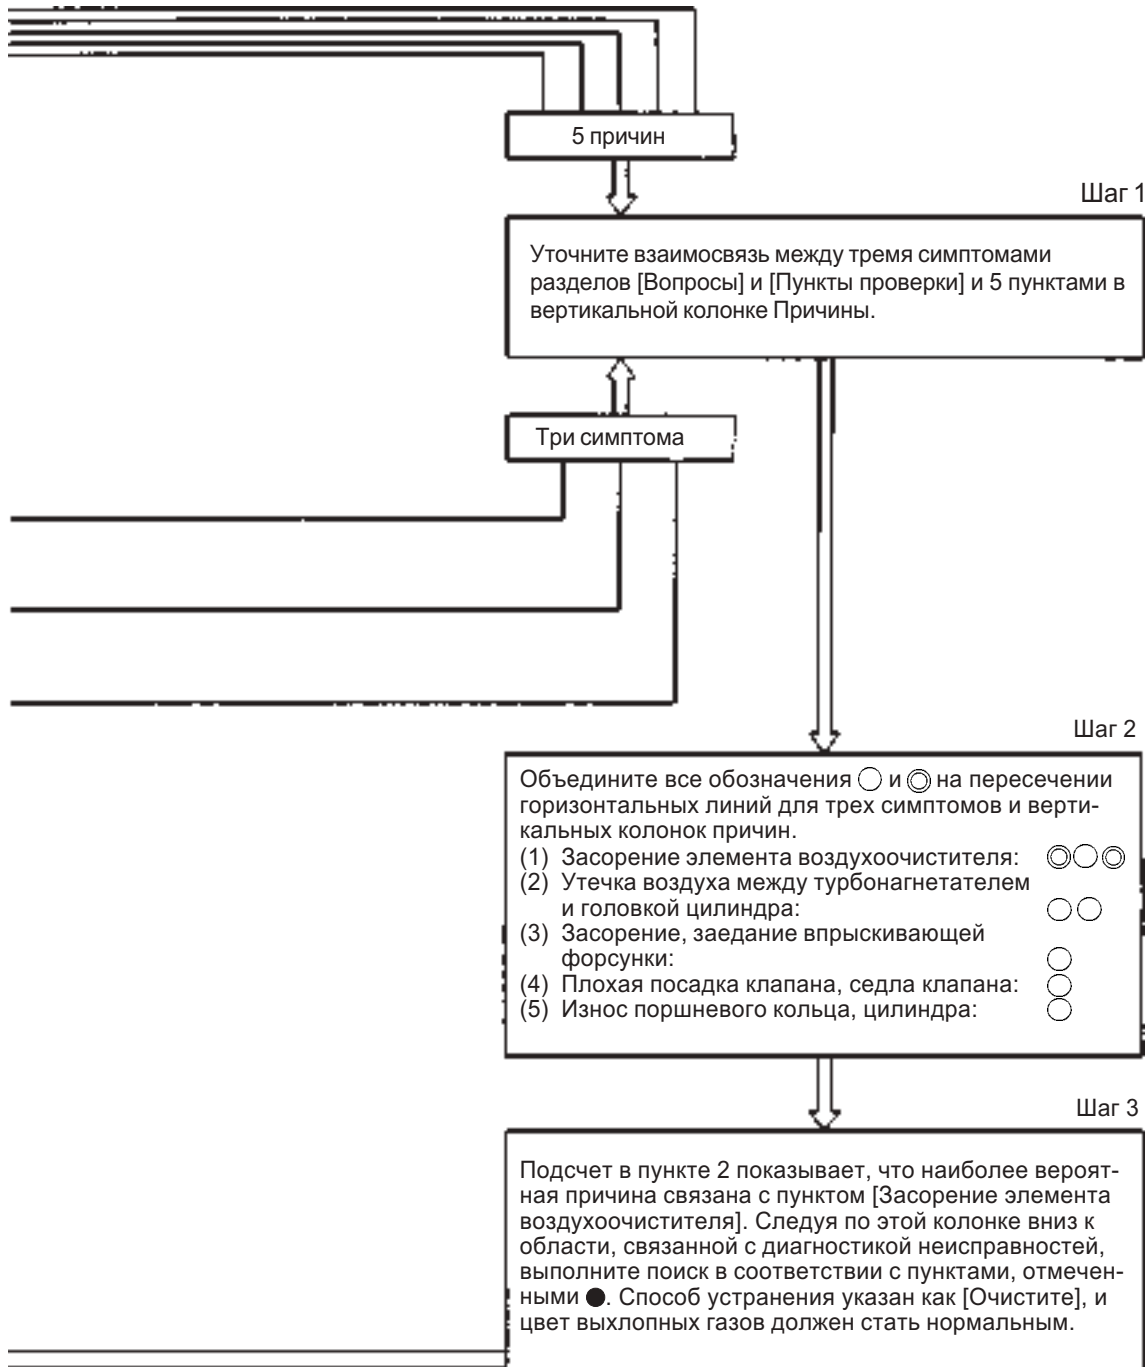 5 причин
Шаг 1
Уточните взаимосвязь между тремя симптомами
разделов [Вопросы] и [Пункты проверки] и 5 пунктами в
вертикальной колонке Причины.
Три симптома
Шаг 2
Объедините все обозначения ○ и ◎ на пересечении
горизонтальных линий для трех симптомов и верти-
кальных колонок причин.
(1) Засорение элемента воздухоочистителя: ◎○◎
(2) Утечка воздуха между турбонагнетателем
и головкой цилиндра: ○○
(3) Засорение, заедание впрыскивающей
форсунки: ○
(4) Плохая посадка клапана, седла клапана: ○
(5) Износ поршневого кольца, цилиндра: ○
Шаг 3
Подсчет в пункте 2 показывает, что наиболее вероят-
ная причина связана с пунктом [Засорение элемента
воздухоочистителя]. Следуя по этой колонке вниз к
области, связанной с диагностикой неисправностей,
выполните поиск в соответствии с пунктами, отмечен-
ными ●. Способ устранения указан как [Очистите], и
цвет выхлопных газов должен стать нормальным.